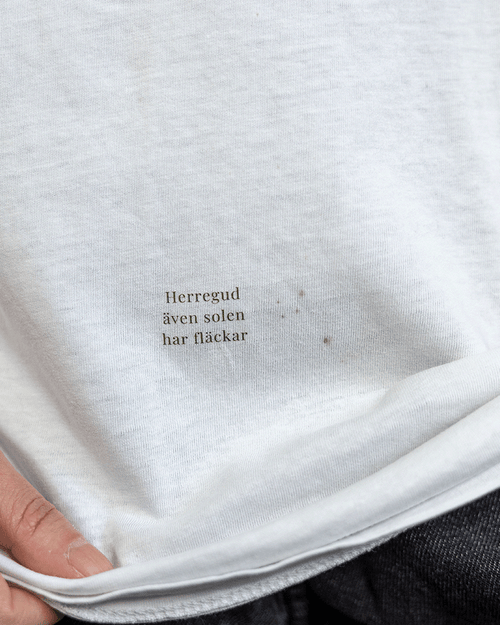 Herregud
även solen
har fläckar